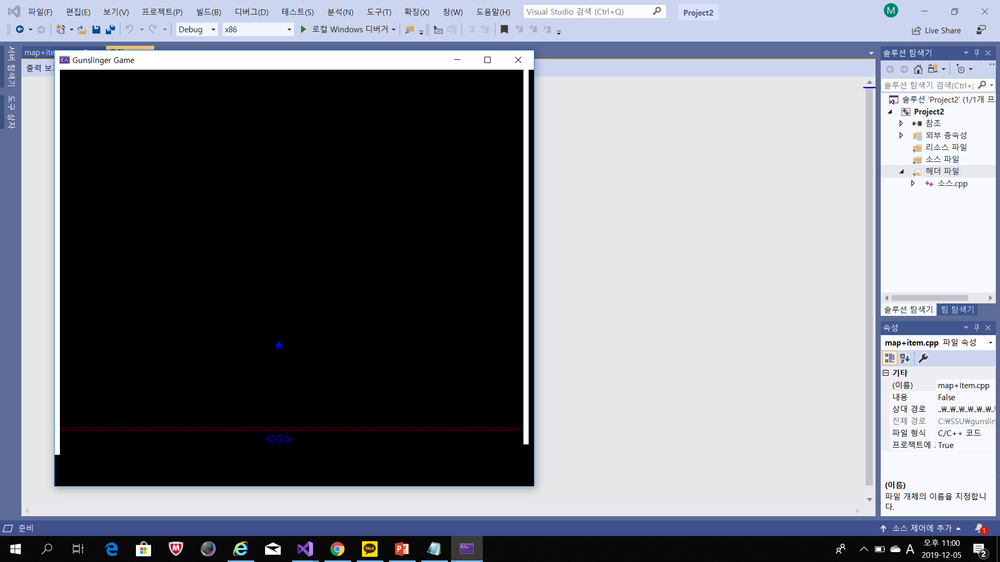 파일(F) 편집(E) 보기(V) 프로젝트(P) 빌드(B) 디버그(D) 테스트(S) 분석(N) 도구(T) 확장(X) 창(W) 도움말(H) Visual Studio 검색 (Ctrl+Q) Project2 M
Debug x86 로컬 Windows 디버거 Live Share
서버 탐색기
도구 상자
map+ite
출력 보
C:\ Gunslinger Game
★
솔루션 탐색기
솔루션 탐색기 검색(Ctrl+;
솔루션 'Project2' (1/1개 프
Project2
참조
외부 종속성
리소스 파일
소스 파일
헤더 파일
소스.cpp
솔루션 탐색기 팀 탐색기
속성
map+item.cpp 파일 속성
기타
(이름) map+item.cpp
내용 False
상대 경로 ..₩..₩..₩..₩..₩..₩..
전체 경로 C:₩SSU₩gunslin
파일 형식 C/C++ 코드
프로젝트에 True
(이름)
파일 개체의 이름을 지정합니
다.
준비 소스 제어에 추가 1
TALK A 오후 11:00
2019-12-05 2